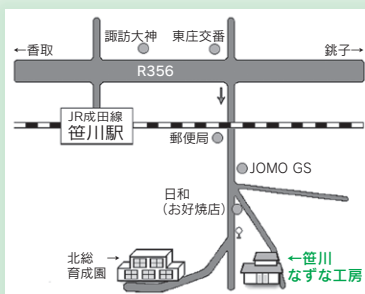 諏訪大神
東庄交番
←香取
銚子→
R356
JR成田線
笹川駅
郵便局
JOMO GS
日和
（お好焼店）
北総
育成園
→
←笹川
なずな工房